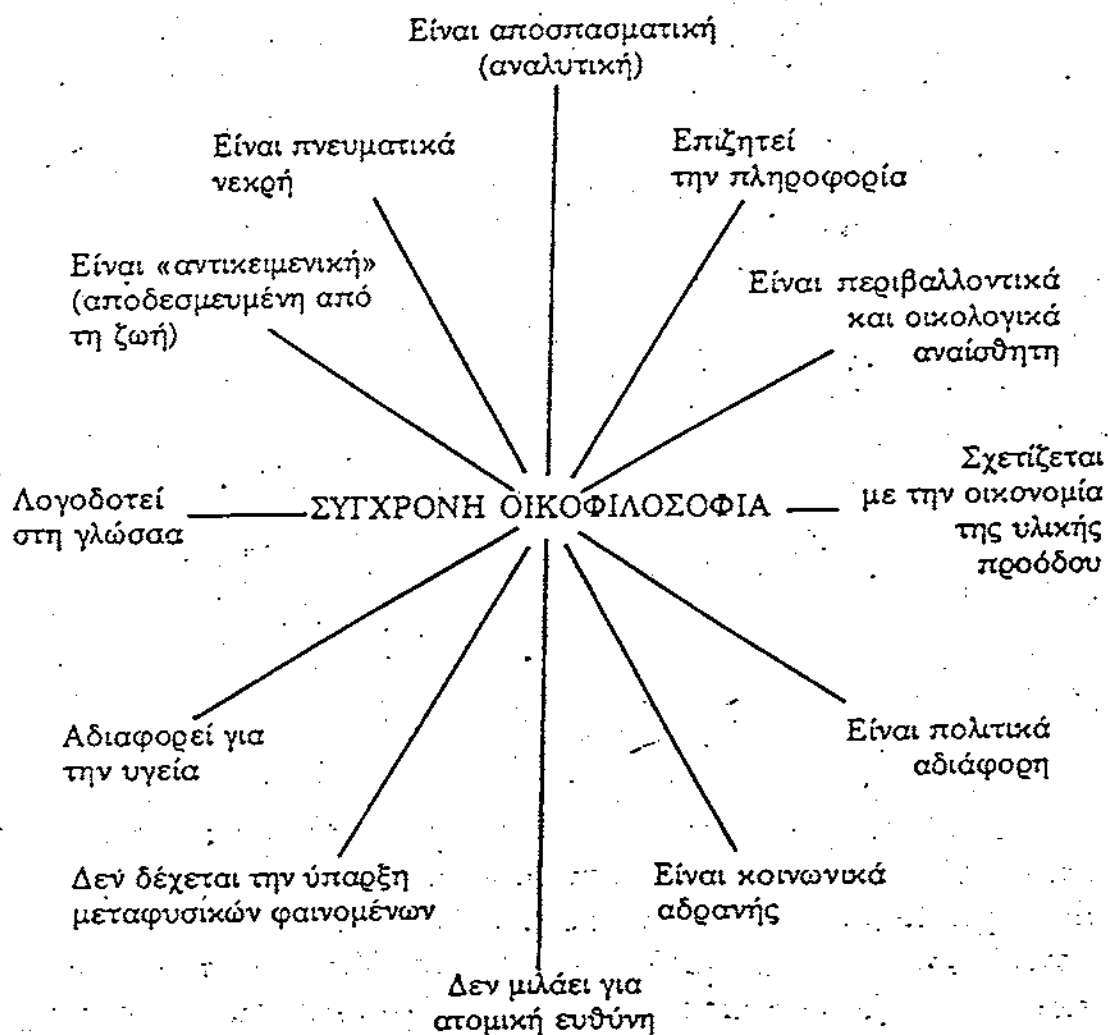 Είναι αποσπασματική
(αναλυτική)
Είναι πνευματικά
νεκρή
Επιζητεί
την πληροφορία
Είναι «αντικειμενική»
(αποδεσμευμένη από
τη ζωή)
Είναι περιβαλλοντικά
και οικολογικά
αναίσθητη
Λογοδοτεί
στη γλώσαα
ΣΥΓΧΡΟΝΗ ΟΙΚΟΦΙΛΟΣΟΦΙΑ
Σχετίζεται
με την οικονομία
της υλικής
προόδου
Αδιαφορεί για
την υγεία
Είναι πολιτικά
αδιάφορη
Δεν δέχεται την ύπαρξη
μεταφυσικών φαινομένων
Είναι κοινωνικά
αδρανής
Δεν μιλάει για
ατομική ευθύνη